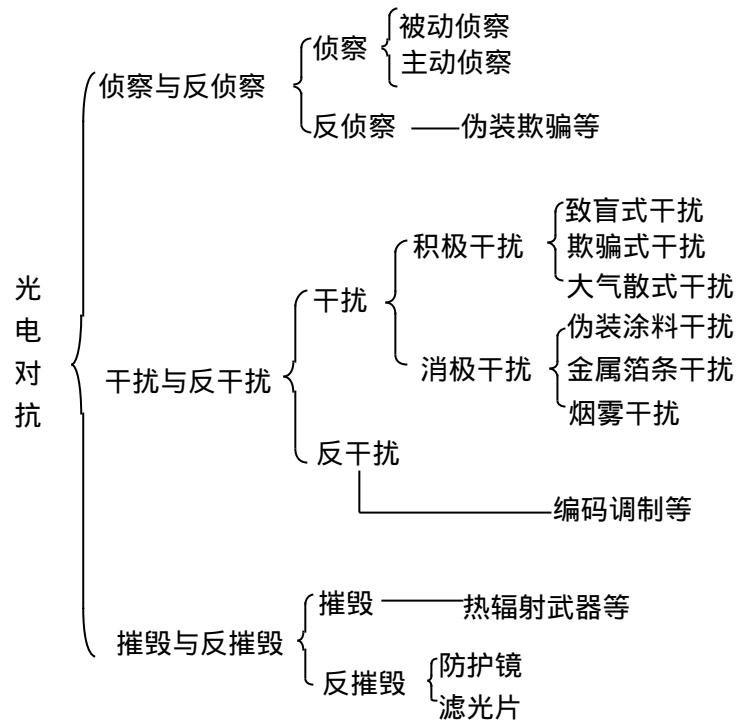 光电对抗
侦察与反侦察
侦察
被动侦察
主动侦察
反侦察
伪装欺骗等
干扰与反干扰
干扰
积极干扰
致盲式干扰
欺骗式干扰
大气散式干扰
消极干扰
伪装涂料干扰
金属箔条干扰
烟雾干扰
反干扰
编码调制等
摧毁与反摧毁
摧毁
热辐射武器等
反摧毁
防护镜
滤光片